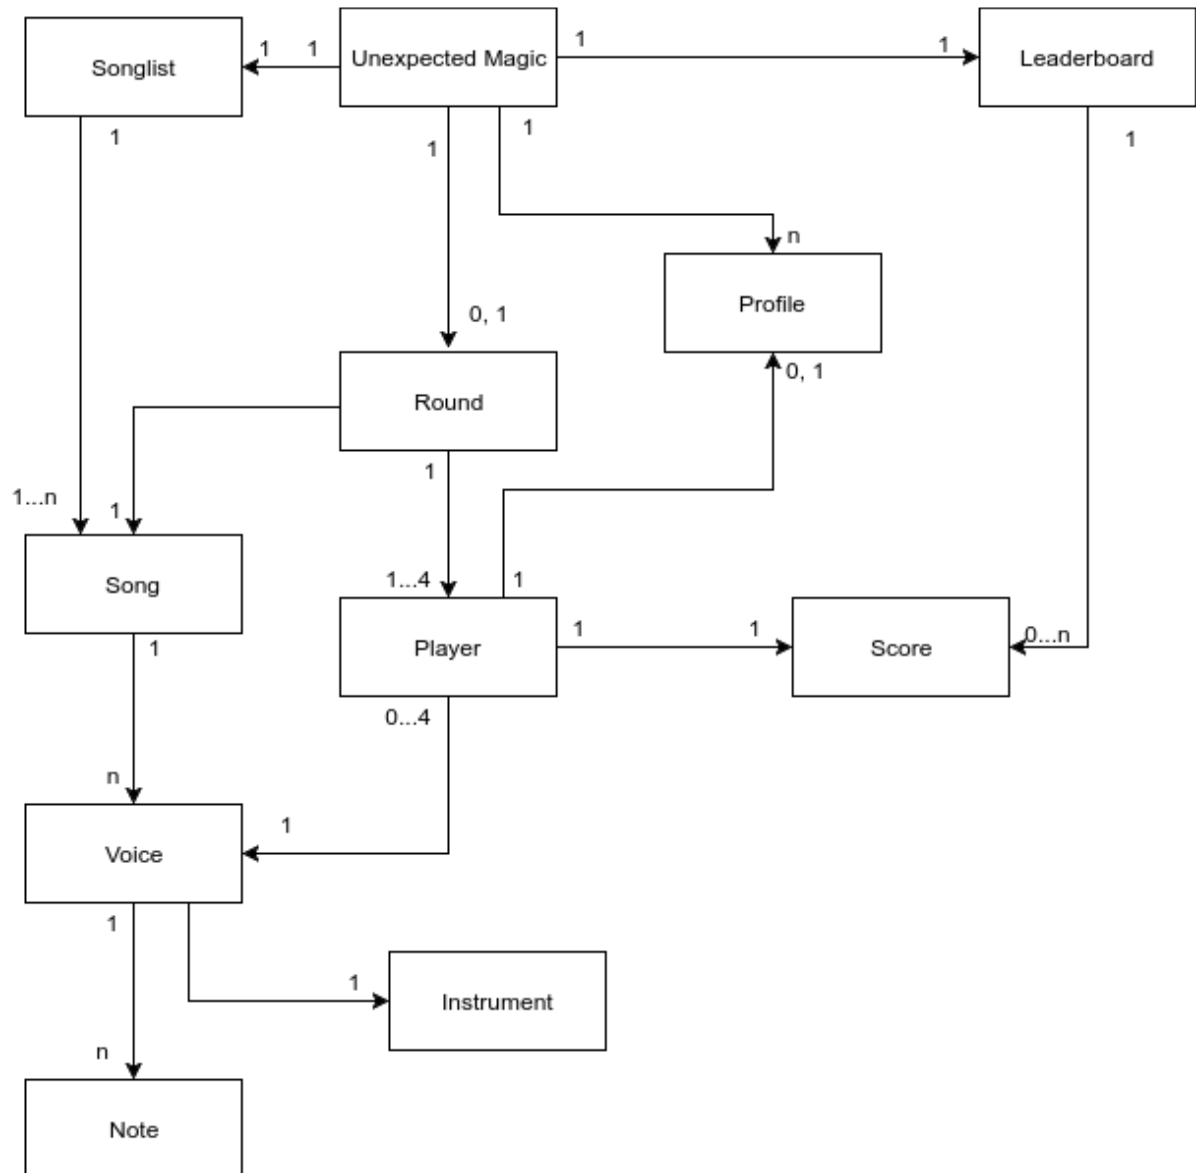 Songlist
1
1
Unexpected Magic
1
1
Leaderboard
1
1
1
1
n
Profile
0, 1
0, 1
Round
1
1...n
1
Song
1
1...4
1
Player
1
1
Score
0...n
0...4
n
1
Voice
1
1
Instrument
n
Note